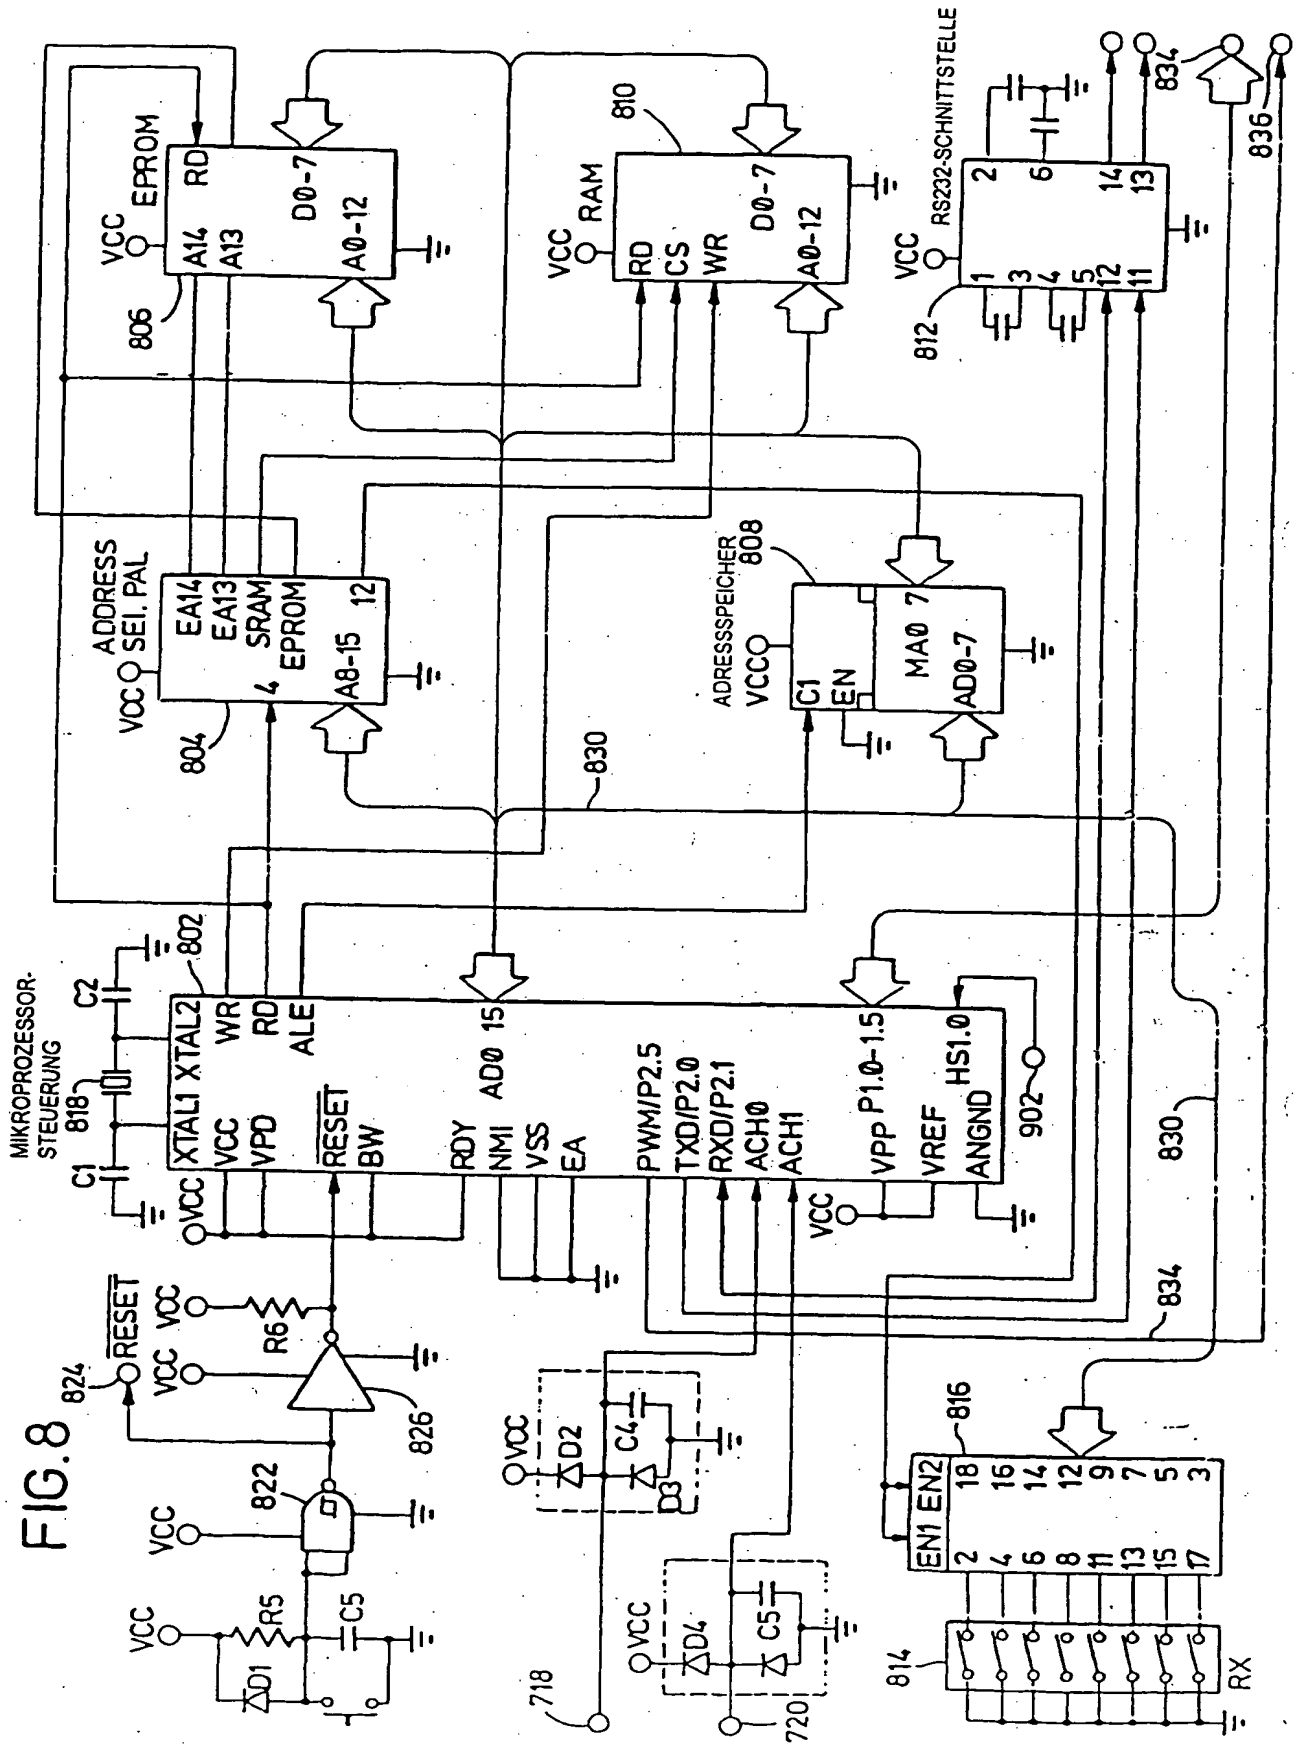 FIG.8
VCC
D1
R5
C5
VCC
822
824
RESET
VCC
VCC
R6
826
718
VCC
D2
C4
D3
720
VCC
D4
C5
814
RX
816
EN1 EN2
2 18
4 16
6 14
8 12
11 9
13 7
15 5
17 3
MIKROPROZESSOR-
STEUERUNG
818
C1
C2
802
XTAL1 XTAL2
VCC
VCC
VPD
RESET
BW
RDY
NMI
VSS
EA
PWM/P2.5
TXD/P2.0
RXD/P2.1
ACH0
ACH1
VCC
VPP
VREF
ANGND
WR
RD
ALE
AD0 15
P1.0-1.5
HS1.0
902
830
834
ADDRESS
SEI. PAL
VCC
804
4
A8-15
EA14
EA13
SRAM
EPROM
12
830
ADRESSSPEICHER
808
VCC
C1
EN
MA0 7
AD0-7
EPROM
VCC
806
A14
A13
RD
D0-7
A0-12
RAM
VCC
810
RD
CS
WR
D0-7
A0-12
RS232-SCHNITTSTELLE
VCC
812
1
3
4
5
12
11
2
6
14
13
834
836